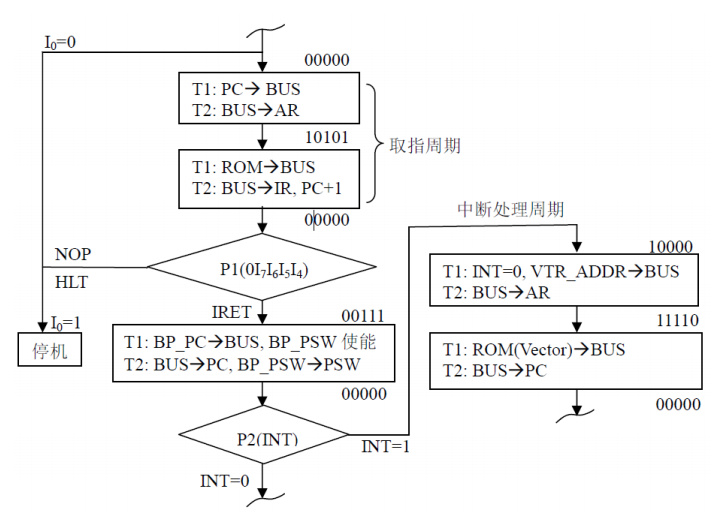 I₀=0
00000
T1: PC→ BUS
T2: BUS→AR
10101
取指周期
T1: ROM→BUS
T2: BUS→IR, PC+1
00000
中断处理周期
NOP
P1(0I₇I₆I₅I₄)
HLT
10000
T1: INT=0, VTR_ADDR→BUS
T2: BUS→AR
IRET
00111
11110
I₀=1
停机
T1: BP_PC→BUS, BP_PSW 使能
T2: BUS→PC, BP_PSW→PSW
T1: ROM(Vector)→BUS
T2: BUS→PC
00000
00000
P2(INT)
INT=1
INT=0